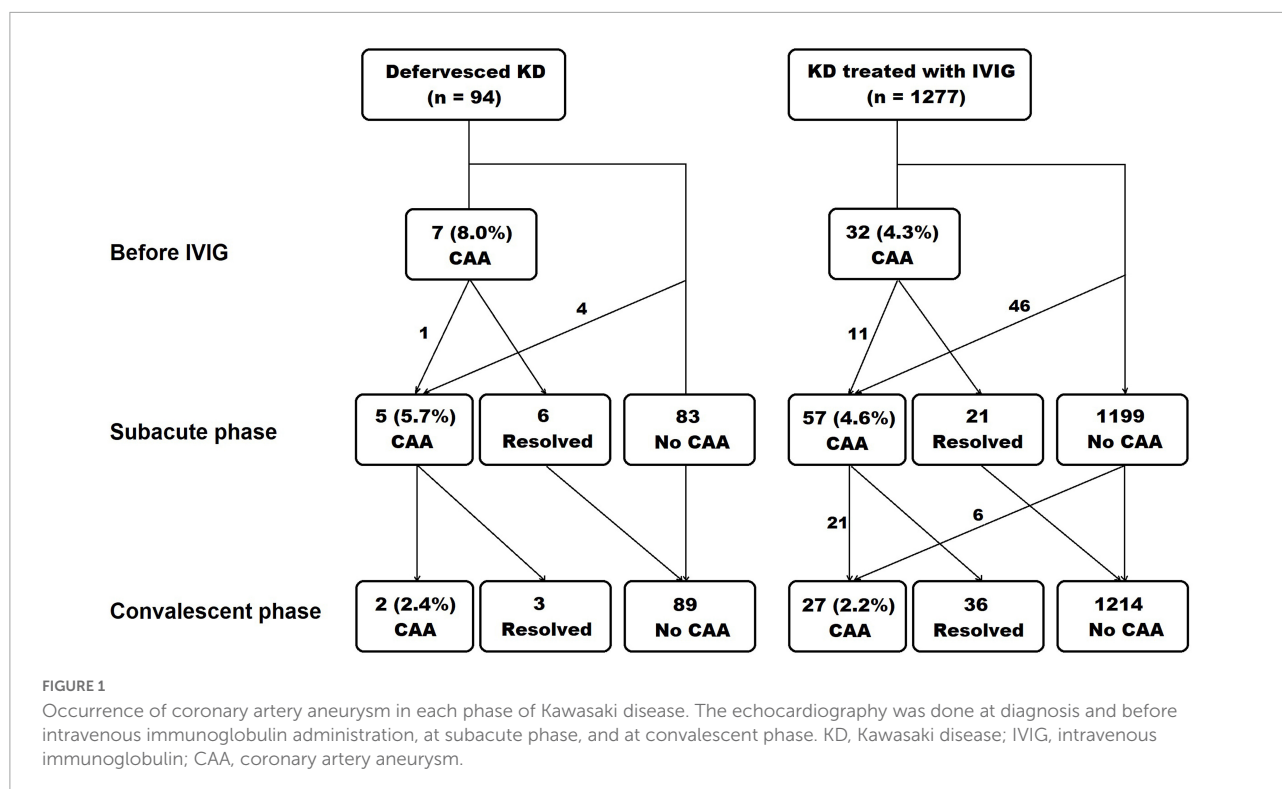 Defervesced KD
(n = 94)
KD treated with IVIG
(n = 1277)
Before IVIG
7 (8.0%)
CAA
32 (4.3%)
CAA
1
4
11
46
Subacute phase
5 (5.7%)
CAA
6
Resolved
83
No CAA
57 (4.6%)
CAA
21
Resolved
1199
No CAA
21
6
Convalescent phase
2 (2.4%)
CAA
3
Resolved
89
No CAA
27 (2.2%)
CAA
36
Resolved
1214
No CAA
FIGURE 1
Occurrence of coronary artery aneurysm in each phase of Kawasaki disease. The echocardiography was done at diagnosis and before
intravenous immunoglobulin administration, at subacute phase, and at convalescent phase. KD, Kawasaki disease; IVIG, intravenous
immunoglobulin; CAA, coronary artery aneurysm.